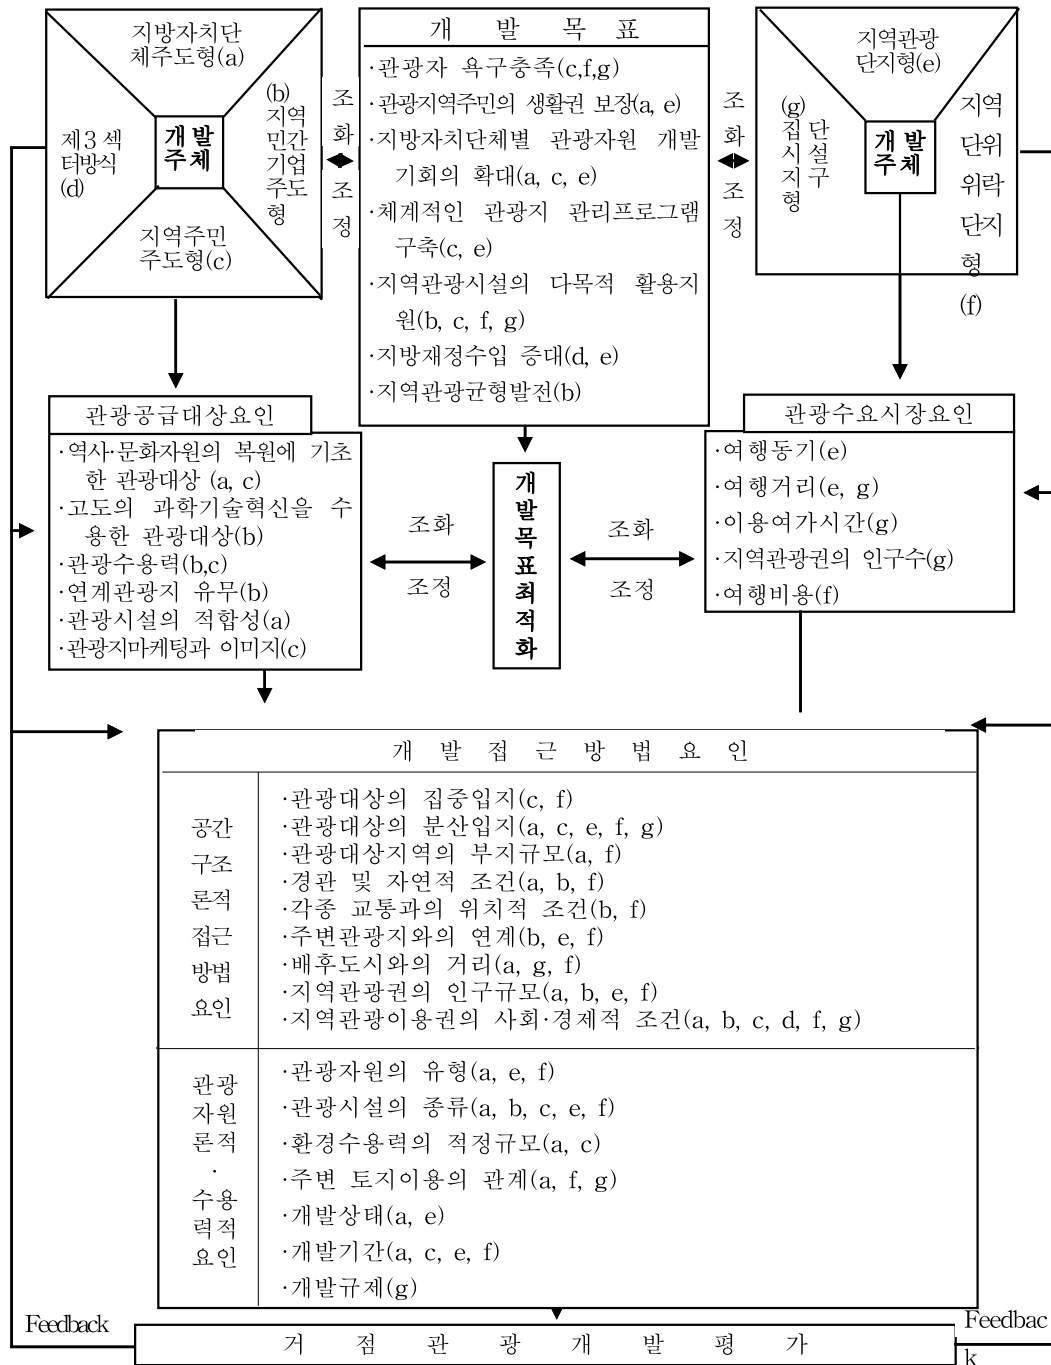 지방자치단
체주도형(a)
(b)
지역
민간
기업
주도
형
제3 섹
터방식
(d)
개 발
주체
지역주민
주도형(c)
조
화
조
정
개 발 목 표
·관광자 욕구충족(c,f,g)
·관광지역주민의 생활권 보장(a, e)
·지방자치단체별 관광자원 개발
기회의 확대(a, c, e)
·체계적인 관광지 관리프로그램
구축(c, e)
·지역관광시설의 다목적 활용지
원(b, c, f, g)
·지방재정수입 증대(d, e)
·지역관광균형발전(b)
조
화
조
정
지역관광
단지형(e)
(g)
집 단
시 설
지 구
지
형
개 발
주체
지역
단위
위락
단지
형
(f)
관광공급대상요인
·역사·문화자원의 복원에 기초
한 관광대상 (a, c)
·고도의 과학기술혁신을 수
용한 관광대상(b)
·관광수용력(b,c)
·연계관광지 유무(b)
·관광시설의 적합성(a)
·관광지마케팅과 이미지(c)
조화
조정
개
발
목
표
최
적
화
조화
조정
관광수요시장요인
·여행동기(e)
·여행거리(e, g)
·이용여가시간(g)
·지역관광권의 인구수(g)
·여행비용(f)
개 발 접 근 방 법 요 인
공간
구조
론적
접근
방법
요인
·관광대상의 집중입지(c, f)
·관광대상의 분산입지(a, c, e, f, g)
·관광대상지역의 부지규모(a, f)
·경관 및 자연적 조건(a, b, f)
·각종 교통과의 위치적 조건(b, f)
·주변관광지와의 연계(b, e, f)
·배후도시와의 거리(a, g, f)
·지역관광권의 인구규모(a, b, e, f)
·지역관광이용권의 사회·경제적 조건(a, b, c, d, f, g)
관광
자원
론적
·
수용
력적
요인
·관광자원의 유형(a, e, f)
·관광시설의 종류(a, b, c, e, f)
·환경수용력의 적정규모(a, c)
·주변 토지이용의 관계(a, f, g)
·개발상태(a, e)
·개발기간(a, c, e, f)
·개발규제(g)
Feedback
거 점 관 광 개 발 평 가
Feedbac
k